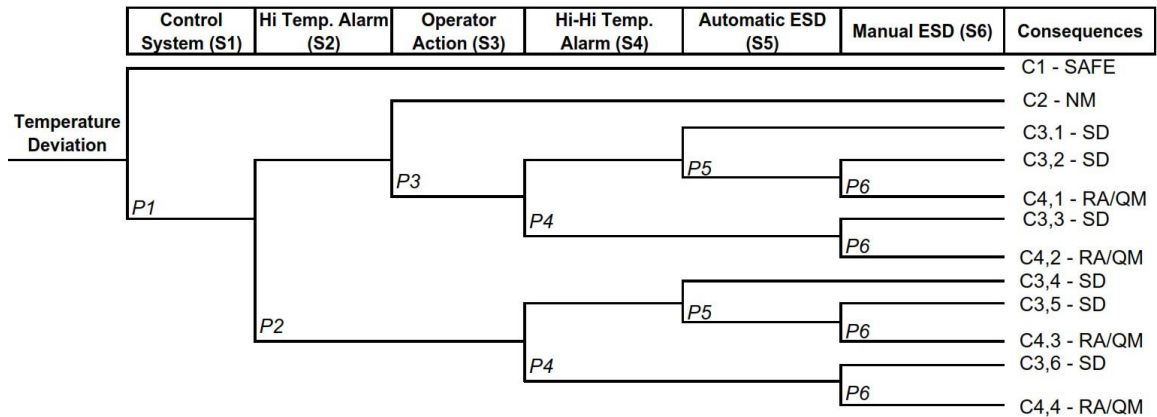 Control System (S1)
Hi Temp. Alarm (S2)
Operator Action (S3)
Hi-Hi Temp. Alarm (S4)
Automatic ESD (S5)
Manual ESD (S6)
Consequences
C1 - SAFE
C2 - NM
Temperature
Deviation
C3,1 - SD
C3,2 - SD
P5
P3
P6
C4,1 - RA/QM
P1
P4
C3,3 - SD
P6
C4,2 - RA/QM
C3,4 - SD
C3,5 - SD
P5
P2
P6
C4.3 - RA/QM
P4
C3,6 - SD
P6
C4,4 - RA/QM